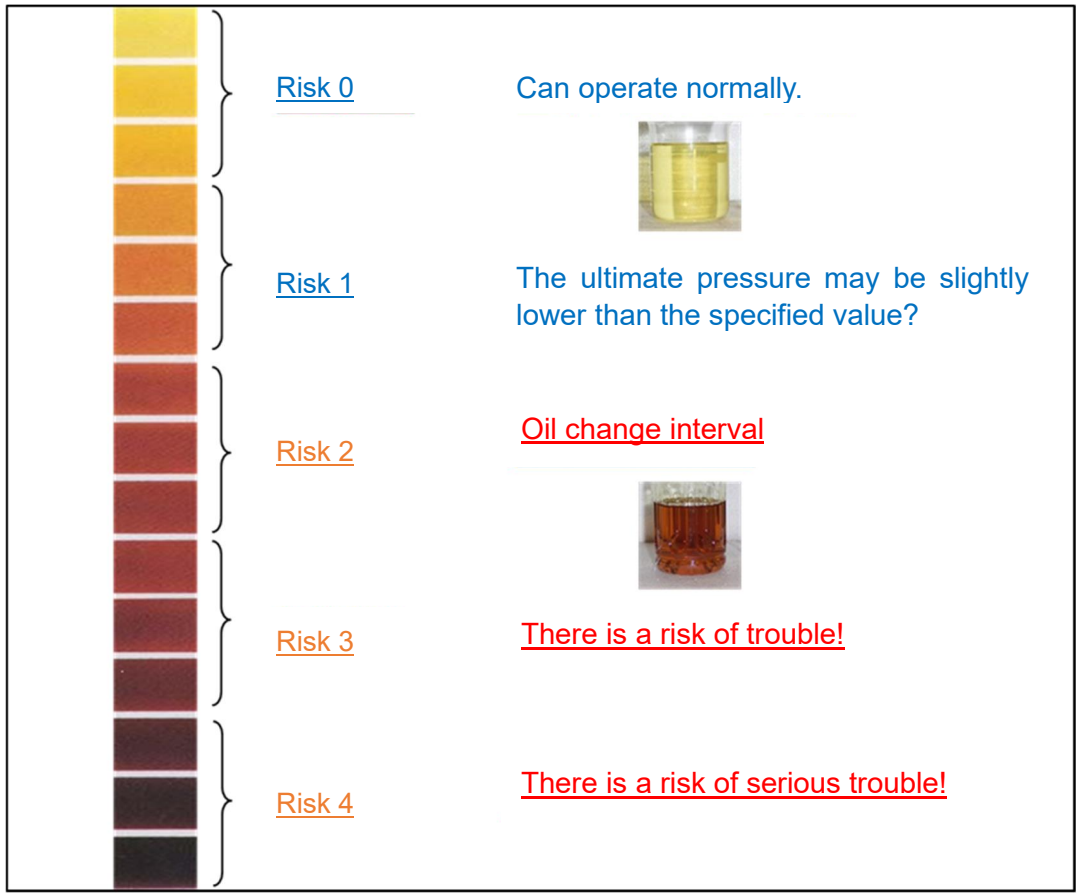 Risk 0
Can operate normally.
Risk 1
The ultimate pressure may be slightly
lower than the specified value?
Oil change interval
Risk 2
Risk 3
There is a risk of trouble!
Risk 4
There is a risk of serious trouble!